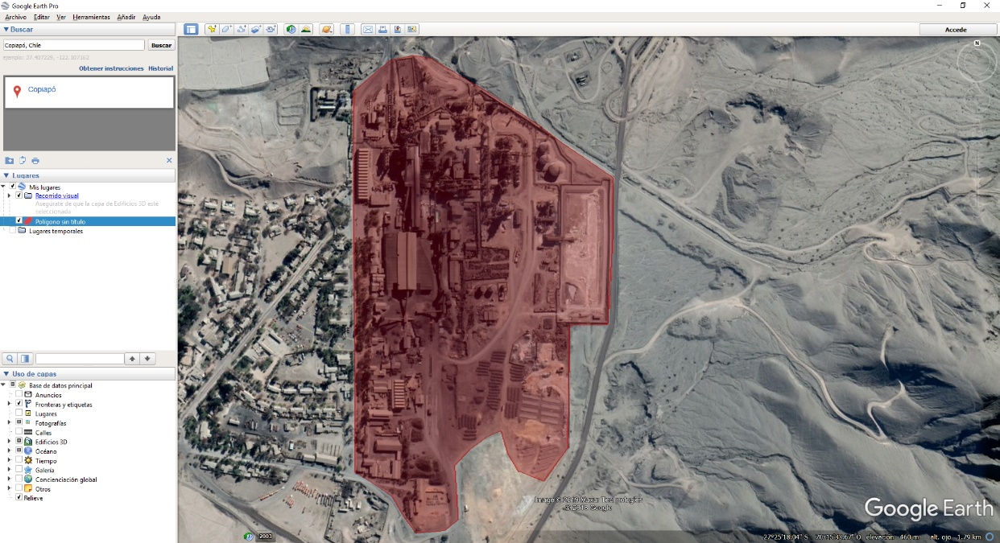 Google Earth Pro
Archivo Editar Ver Herramientas Añadir Ayuda
Buscar
Accede
Copiapó, Chile
Buscar
ejemplo: 37.407229, -122.107162
Obtener instrucciones Historial
Copiapó
N
Lugares
Mis lugares
Recorrido visual
Asegúrate de que la capa de Edificios 3D esté
seleccionada
Polígono sin título
Lugares temporales
Uso de capas
Base de datos principal
Anuncios
Fronteras y etiquetas
Lugares
Fotografías
Calles
Edificios 3D
Océano
Tiempo
Galería
Concienciación global
Otros
Relieve
Image © 2019 Maxar Technologies
© 2018 Google
Google Earth
2003
27°25'18.04" S 70°15'33.67" O elevación 460 m alt. ojo 1.79 km